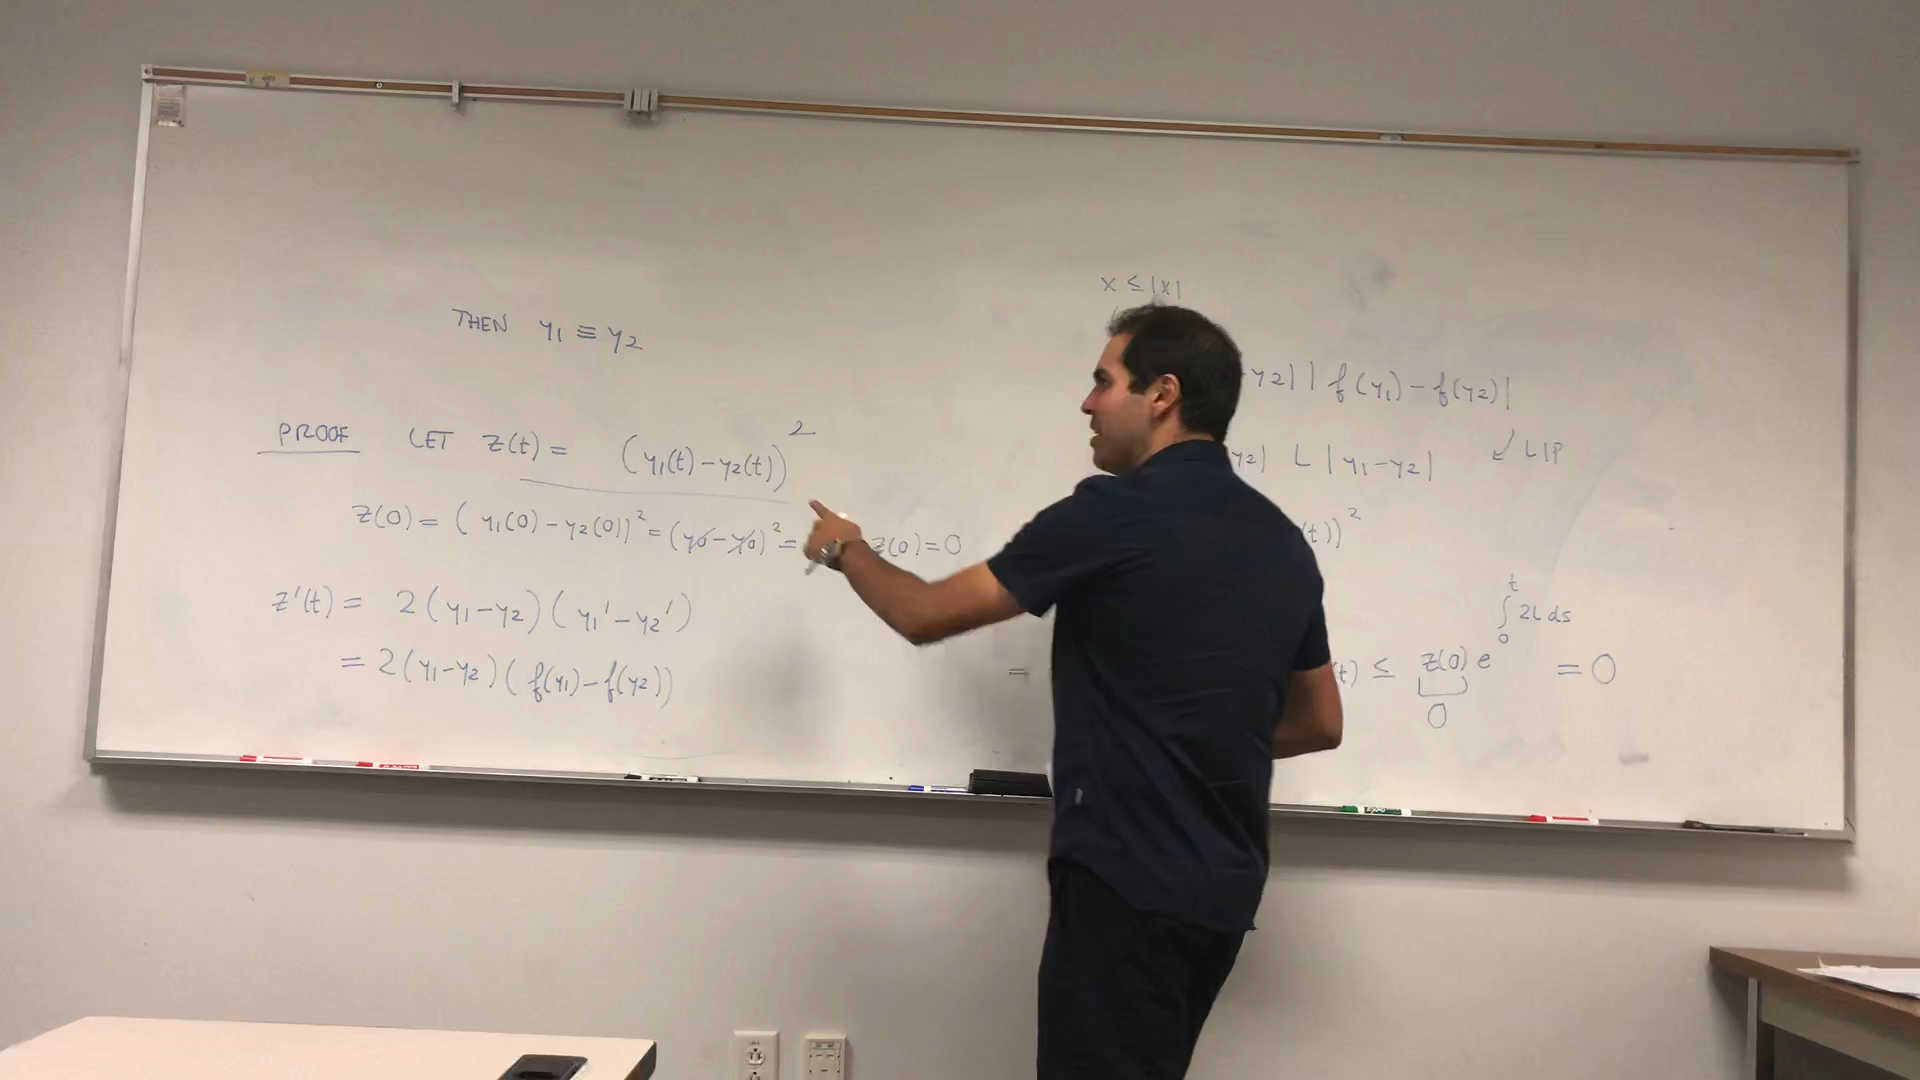 THEN y₁ ≡ y₂
PROOF LET z(t) = (y₁(t) - y₂(t))²
z(0) = (y₁(0) - y₂(0))² = (y0 - y0)² = z(0) = 0
z'(t) = 2(y₁ - y₂)(y₁' - y₂')
= 2(y₁ - y₂)(f(y₁) - f(y₂))
x ≤ |x|
y₂| |f(y₁) - f(y₂)|
y₂| L |y₁ - y₂| ↙ LIP
(t))²
=
(t) ≤ z(0) e ∫₀ᵗ 2L ds = 0
0